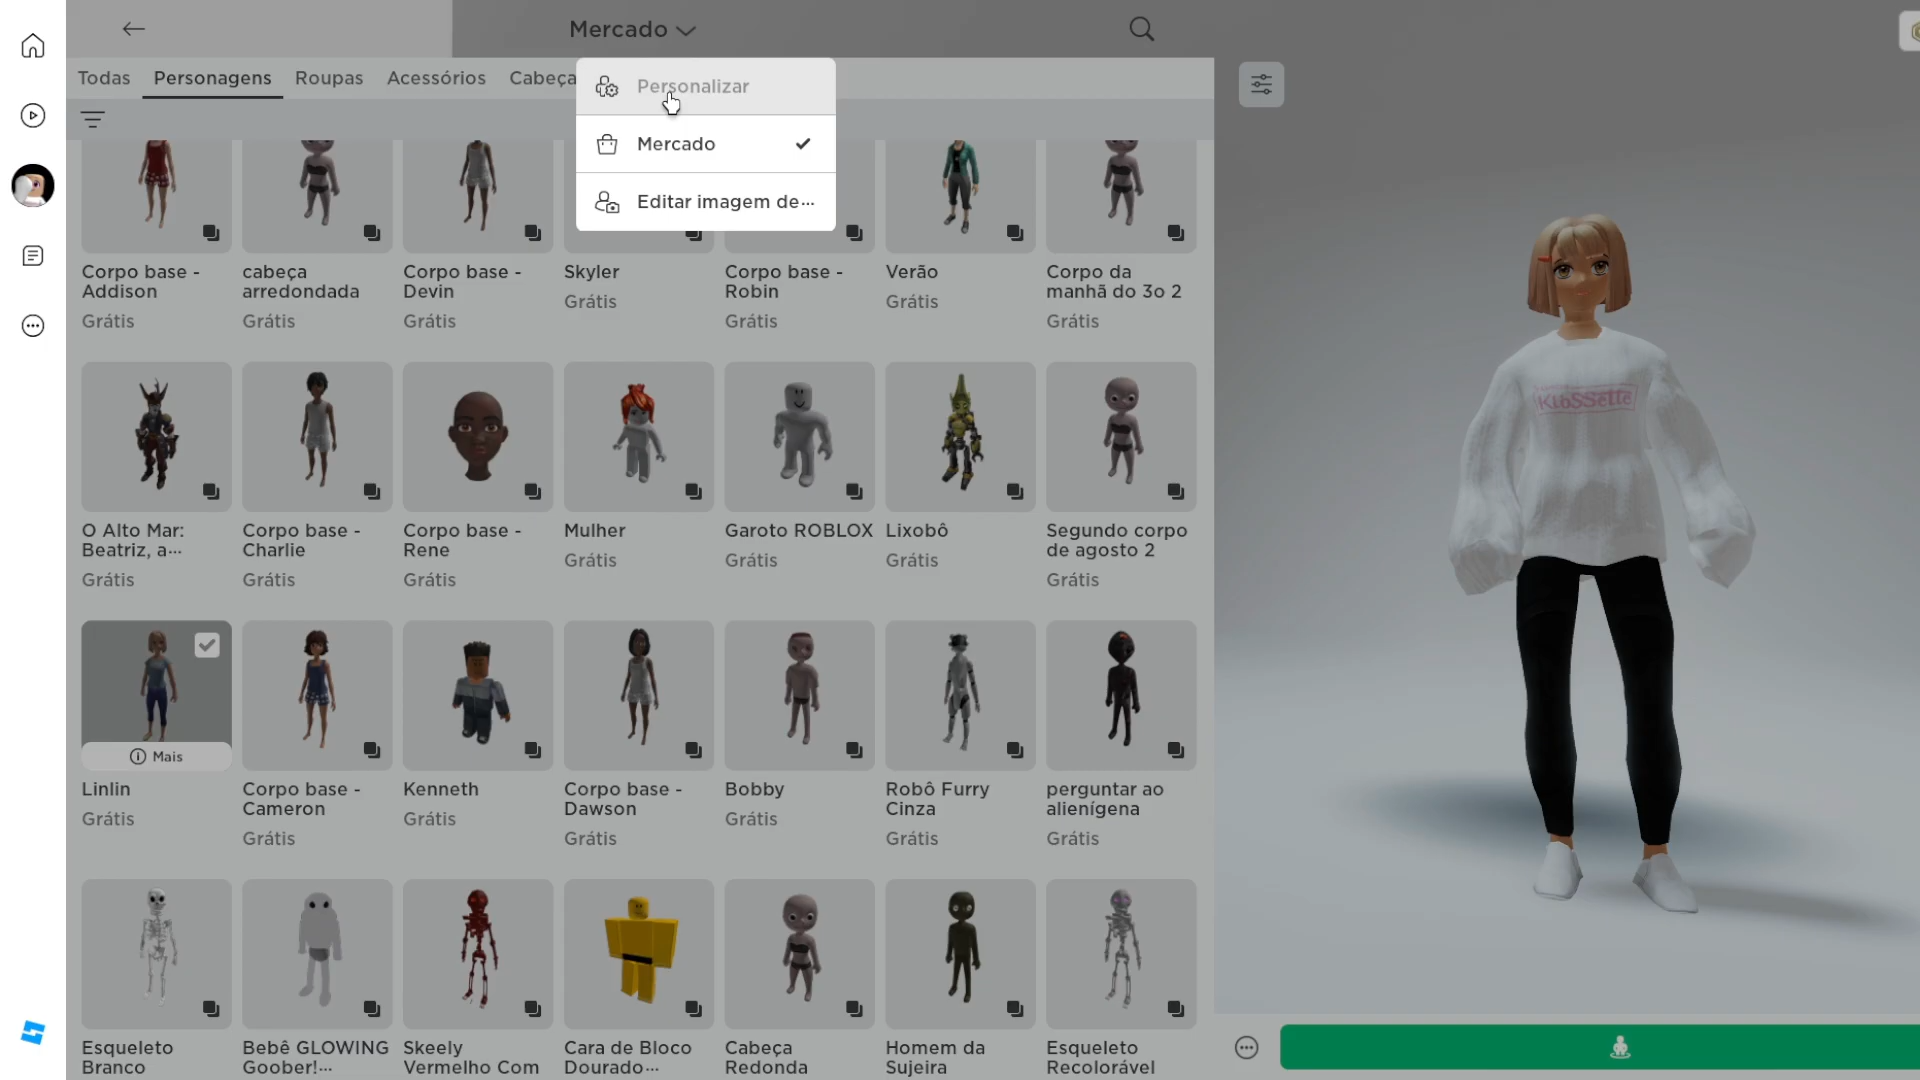 Mercado
Todas
Personagens
Roupas
Acessórios
Cabeça
Personalizar
Mercado
Editar imagem de...
Corpo base -
Addison
Grátis
cabeça
arredondada
Grátis
Corpo base -
Devin
Grátis
Skyler
Grátis
Corpo base -
Robin
Grátis
Verão
Grátis
Corpo da
manhã do 3o 2
Grátis
O Alto Mar:
Beatriz, a...
Grátis
Corpo base -
Charlie
Grátis
Corpo base -
Rene
Grátis
Mulher
Grátis
Garoto ROBLOX
Grátis
Lixobô
Grátis
Segundo corpo
de agosto 2
Grátis
Mais
Linlin
Grátis
Corpo base -
Cameron
Grátis
Kenneth
Grátis
Corpo base -
Dawson
Grátis
Bobby
Grátis
Robô Furry
Cinza
Grátis
perguntar ao
alienígena
Grátis
Esqueleto
Branco
Bebê GLOWING
Goober!...
Skeely
Vermelho Com
Cara de Bloco
Dourado...
Cabeça
Redonda
Homem da
Sujeira
Esqueleto
Recolorável
KLOSSette